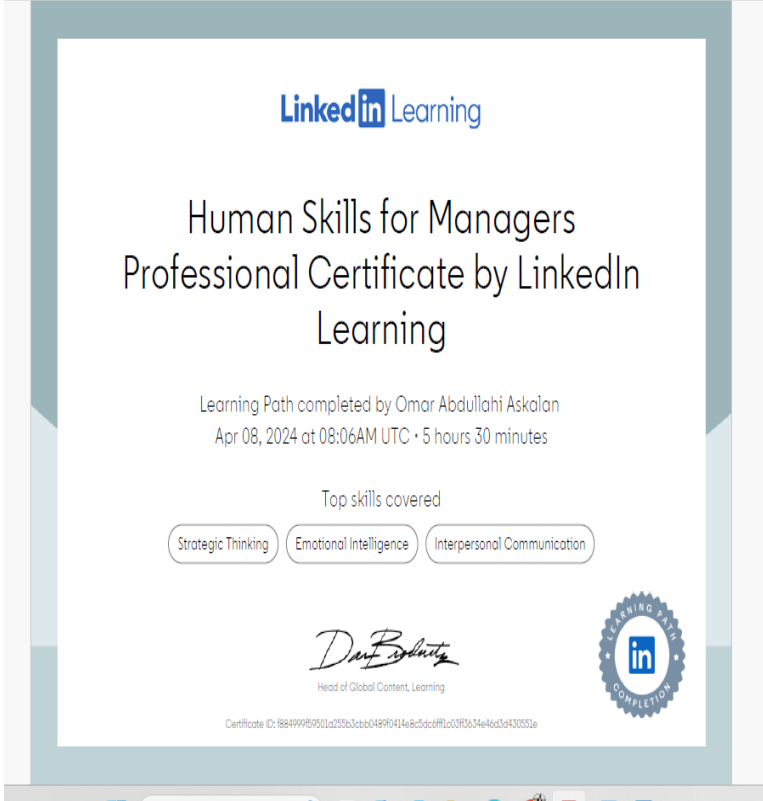 Linked in Learning
Human Skills for Managers
Professional Certificate by LinkedIn
Learning
Learning Path completed by Omar Abdullahi Askalan
Apr 08, 2024 at 08:06AM UTC • 5 hours 30 minutes
Top skills covered
Strategic Thinking
Emotional Intelligence
Interpersonal Communication
Head of Global Content, Learning
LEARNING PATH
in
COMPLETION
Certificate ID: